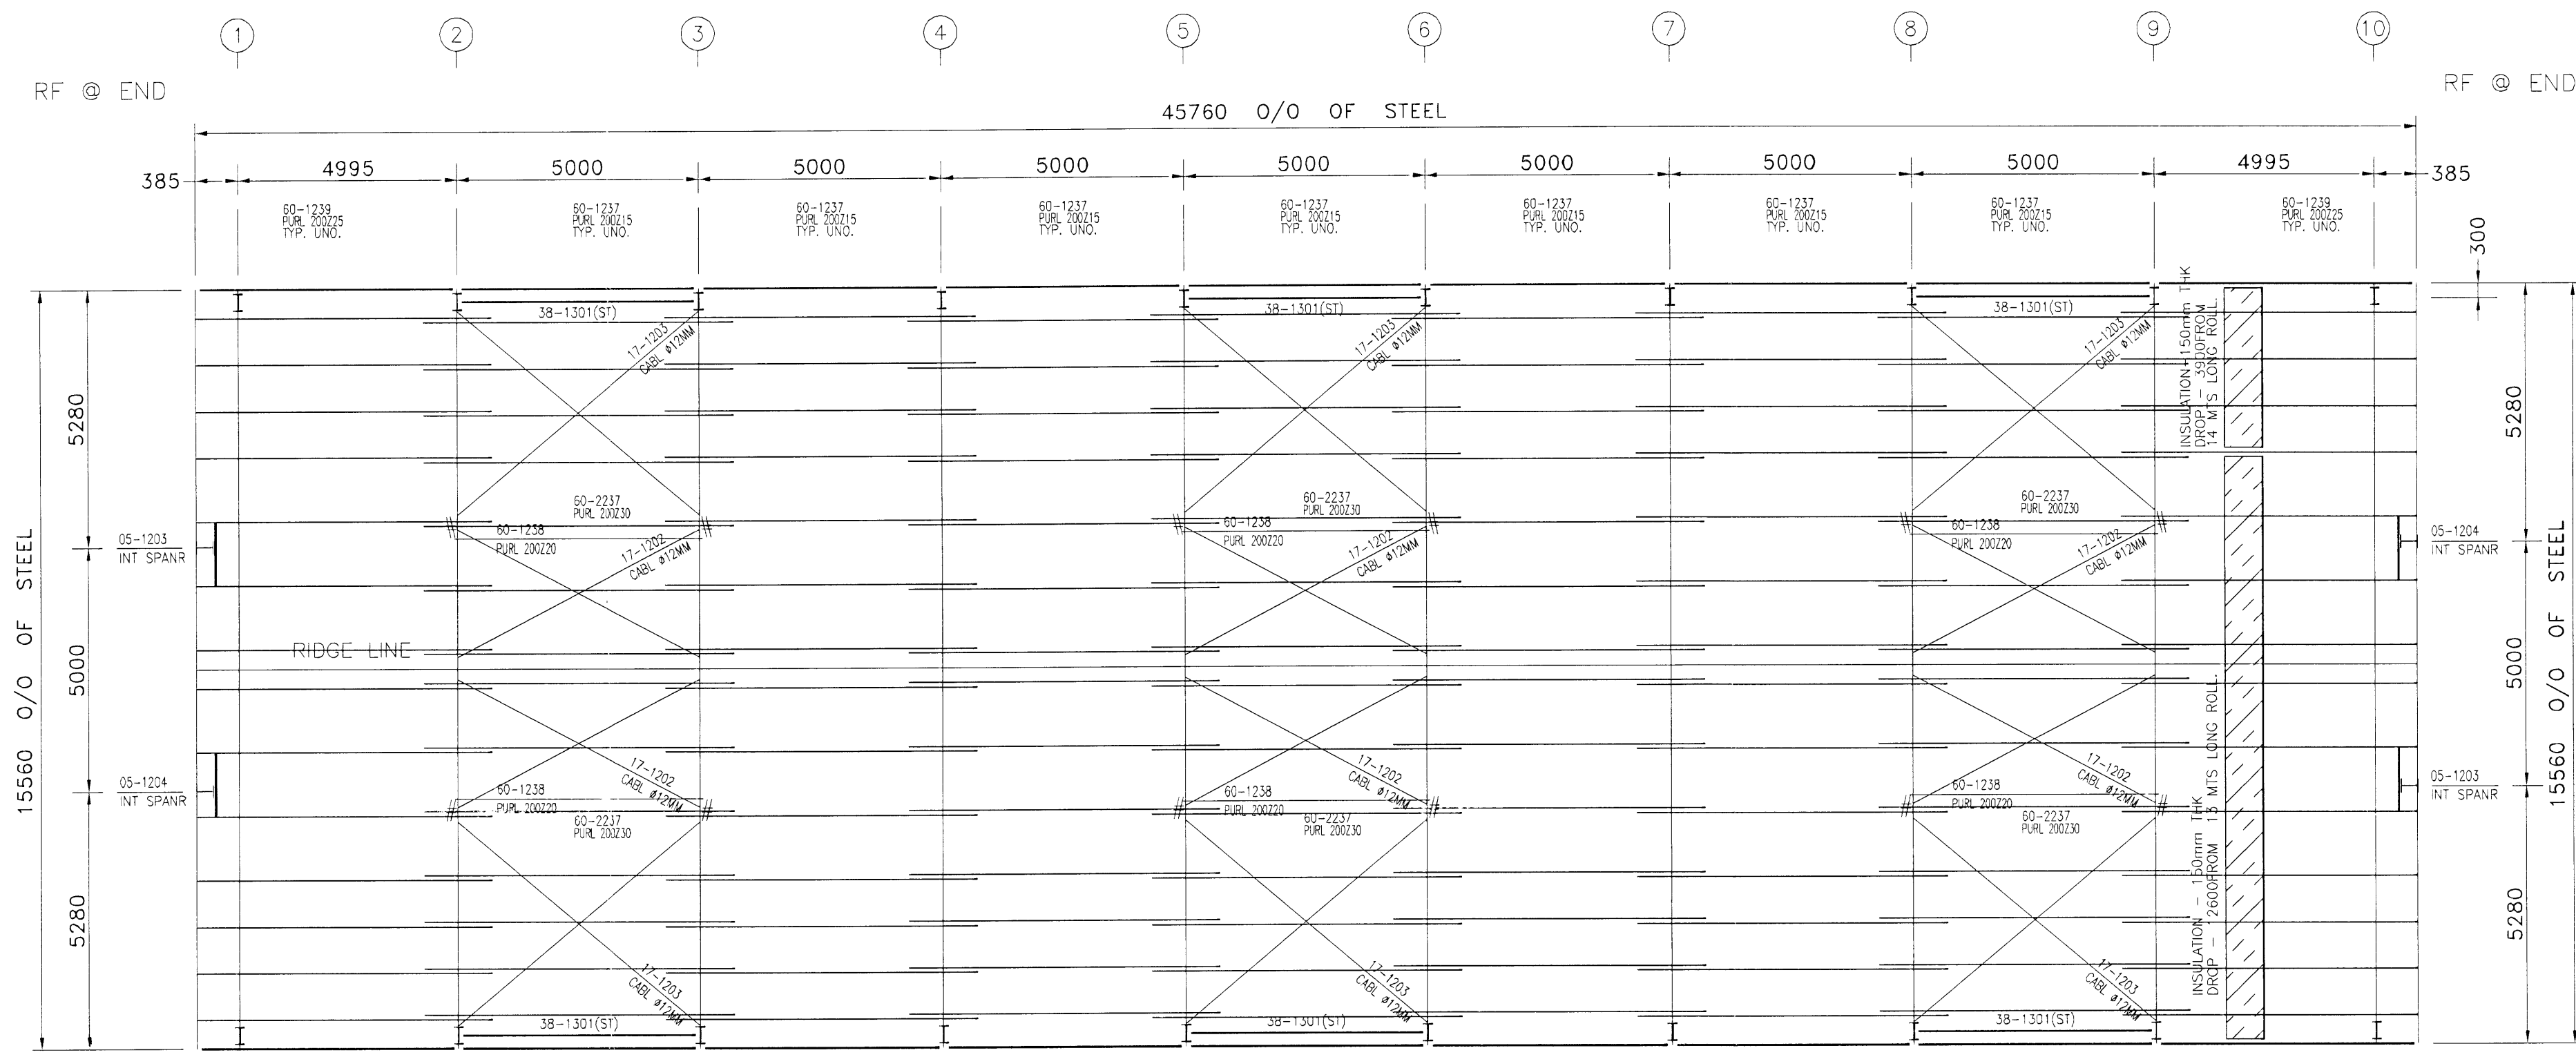 1 2 3 4 5 6 7 8 9 10
RF @ END
RF @ END
45760 O/O OF STEEL
385 4995 5000 5000 5000 5000 5000 5000 5000 4995 385
60-1239
PURL 200Z25
TYP. UNO.
60-1237
PURL 200Z15
TYP. UNO.
60-1237
PURL 200Z15
TYP. UNO.
60-1237
PURL 200Z15
TYP. UNO.
60-1237
PURL 200Z15
TYP. UNO.
60-1237
PURL 200Z15
TYP. UNO.
60-1237
PURL 200Z15
TYP. UNO.
60-1237
PURL 200Z15
TYP. UNO.
60-1239
PURL 200Z25
TYP. UNO.
300
38-1301(ST)
38-1301(ST)
38-1301(ST)
17-1203
CABL ø12MM
17-1203
CABL ø12MM
17-1203
CABL ø12MM
INSULATION-150mm THK
DROP - 3900FROM
14 MTS LONG ROLL.
5280
5280
60-2237
PURL 200Z30
60-2237
PURL 200Z30
60-2237
PURL 200Z30
60-1238
PURL 200Z20
60-1238
PURL 200Z20
60-1238
PURL 200Z20
17-1202
CABL ø12MM
17-1202
CABL ø12MM
17-1202
CABL ø12MM
05-1203
INT SPANR
05-1204
INT SPANR
15560 O/O OF STEEL
15560 O/O OF STEEL
RIDGE LINE
5000
5000
17-1202
CABL ø12MM
17-1202
CABL ø12MM
17-1202
CABL ø12MM
05-1204
INT SPANR
05-1203
INT SPANR
60-1238
PURL 200Z20
60-1238
PURL 200Z20
60-1238
PURL 200Z20
60-2237
PURL 200Z30
60-2237
PURL 200Z30
60-2237
PURL 200Z30
INSULATION - 150mm THK
DROP - 2600FRROM 13 MTS LONG ROLL.
5280
5280
17-1203
CABL ø12MM
17-1203
CABL ø12MM
17-1203
CABL ø12MM
38-1301(ST)
38-1301(ST)
38-1301(ST)